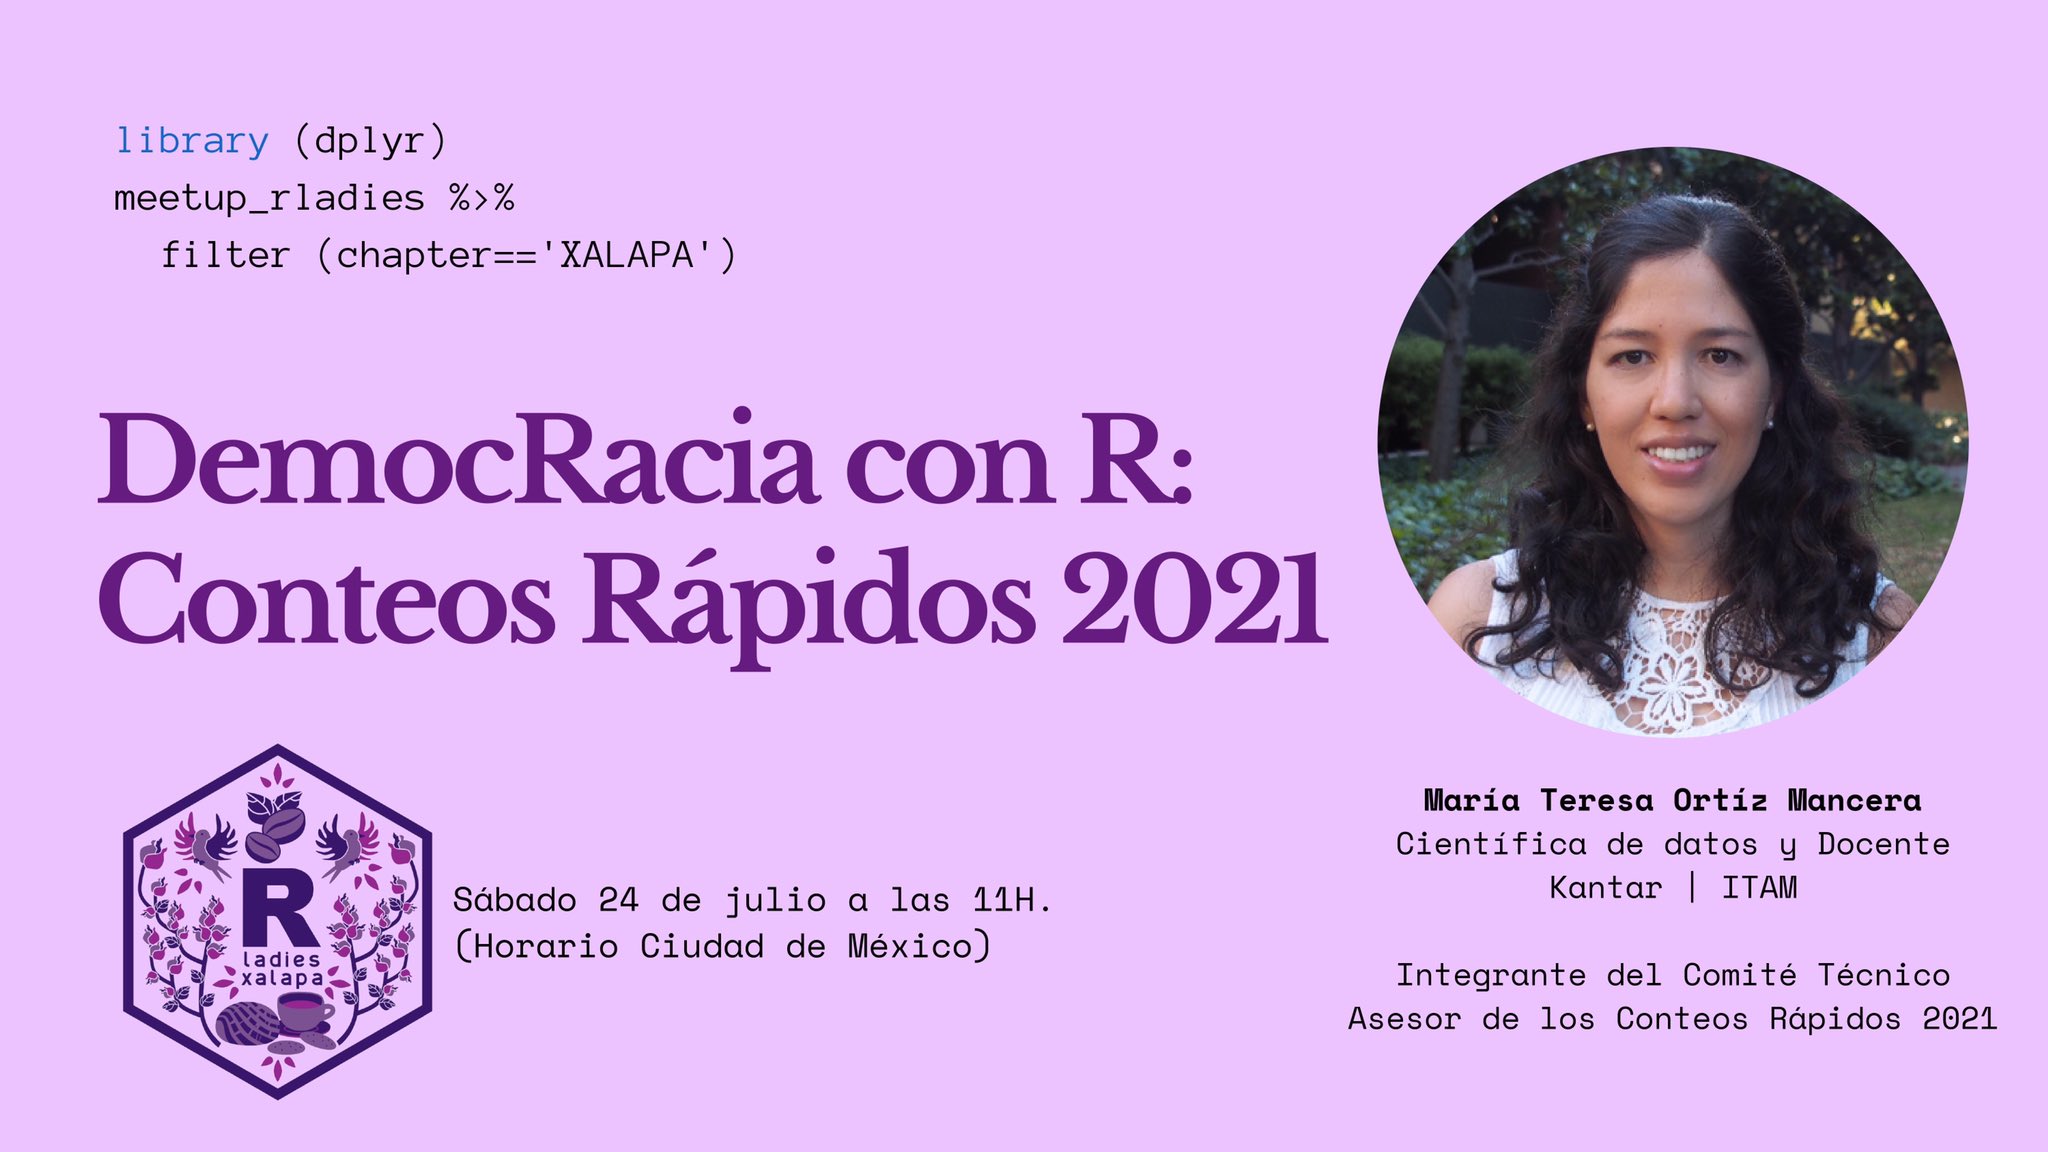 library (dplyr)
meetup_rladies %>%
filter (chapter=='XALAPA')
DemocRacia con R:
Conteos Rápidos 2021
R
ladies
xalapa
Sábado 24 de julio a las 11H.
(Horario Ciudad de México)
María Teresa Ortíz Mancera
Científica de datos y Docente
Kantar | ITAM
Integrante del Comité Técnico
Asesor de los Conteos Rápidos 2021